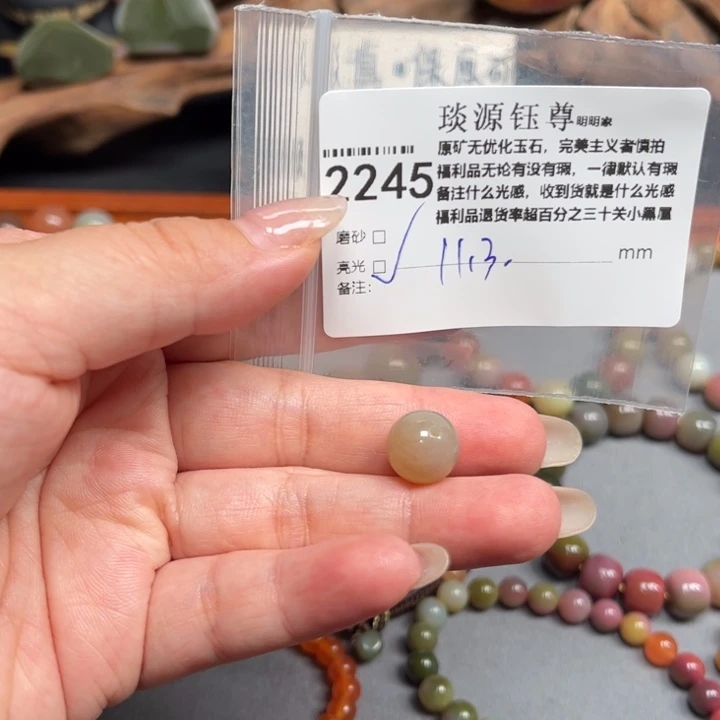 琰源钰尊明明家
原矿无优化玉石，完美主义者慎拍
福利品无论有没有瑕，一律默认有瑕
2245
备注什么光感，收到货就是什么光感
福利品退货率超百分之三十关小黑屋
磨砂 □
亮光 □ √ 11.3. mm
备注：